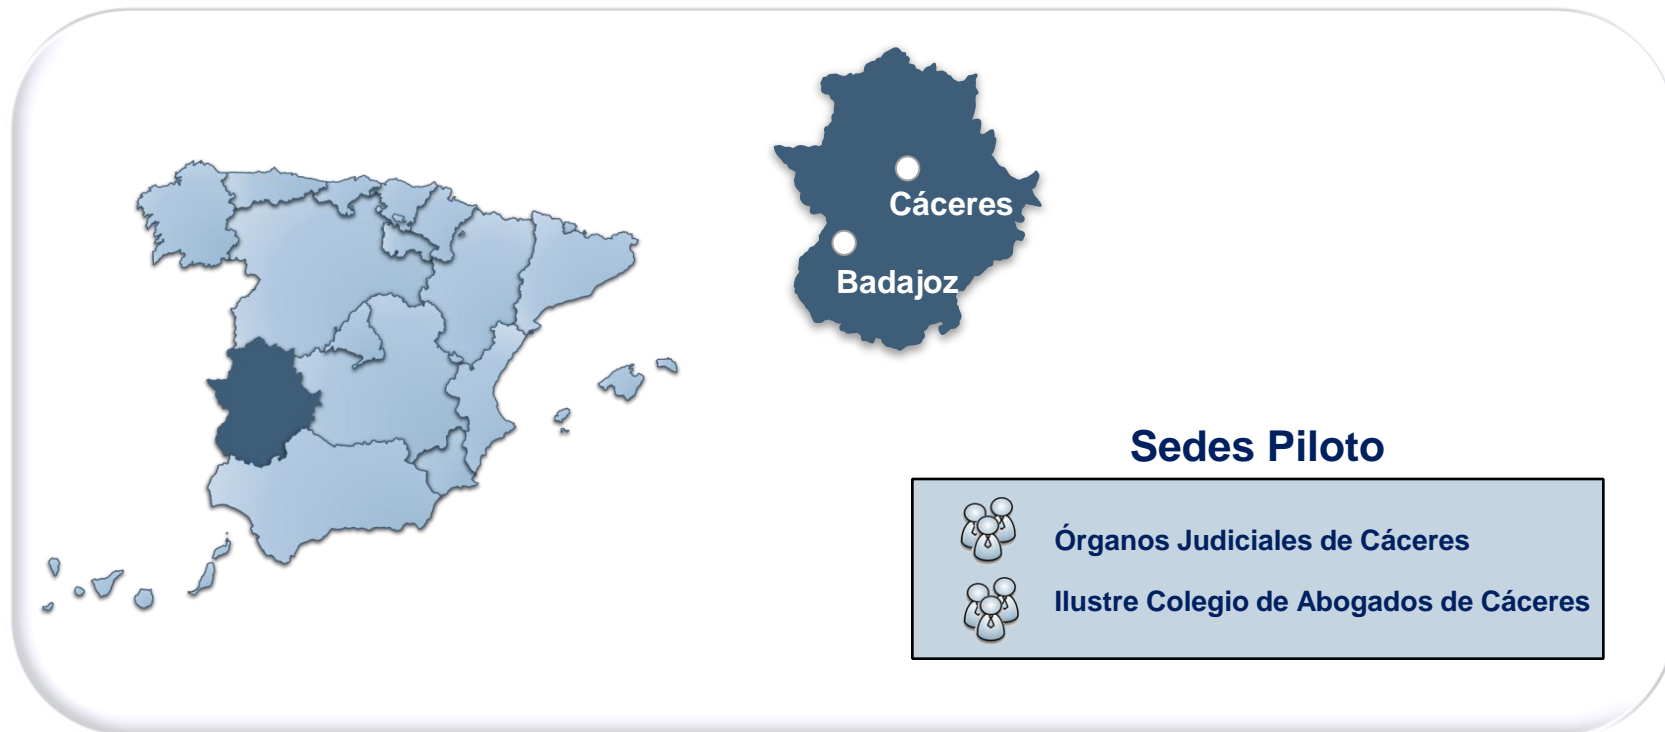 Cáceres
Badajoz
Sedes Piloto
Órganos Judiciales de Cáceres
Ilustre Colegio de Abogados de Cáceres